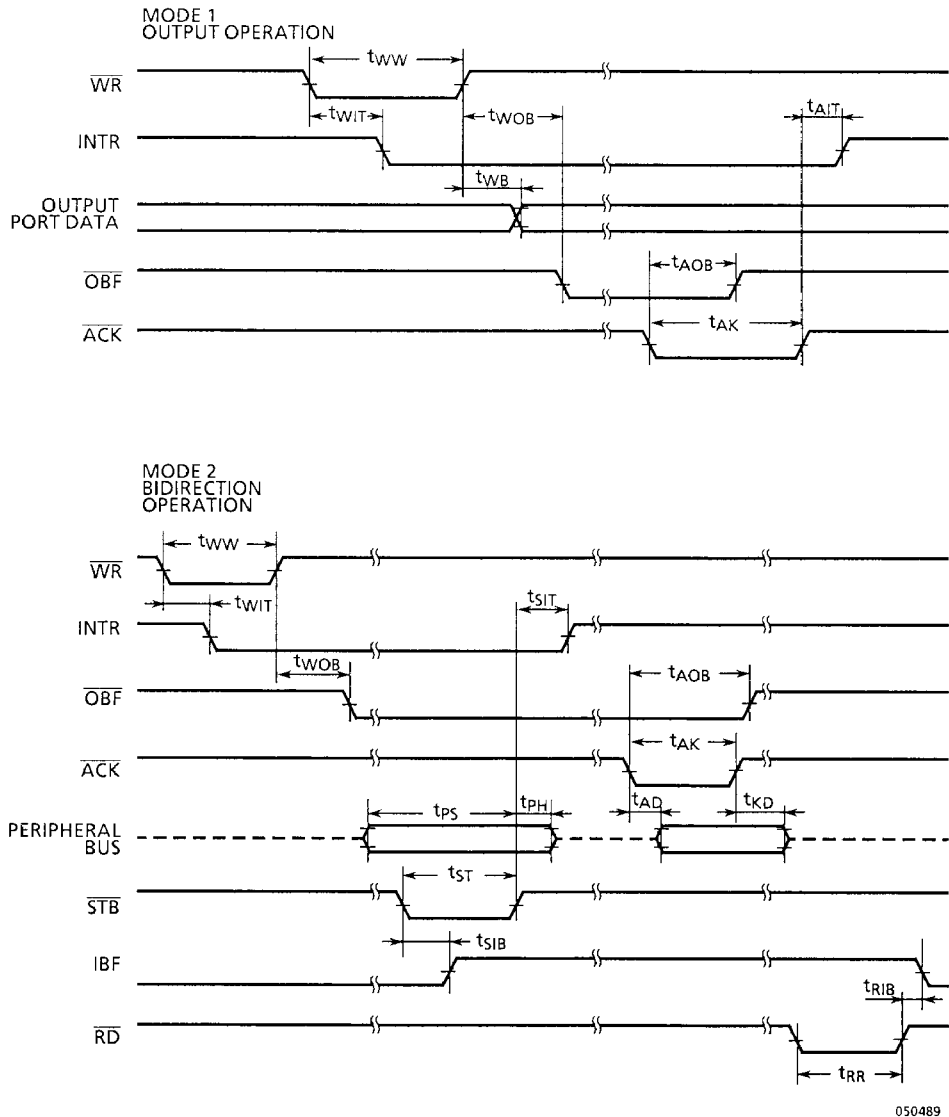 MODE 1
OUTPUT OPERATION
tWW
WR
tWIT
tWOB
tAIT
INTR
tWB
OUTPUT
PORT DATA
tAOB
OBF
tAK
ACK
MODE 2
BIDIRECTION
OPERATION
tWW
WR
tWIT
tSIT
INTR
tWOB
tAOB
OBF
tAK
ACK
tPS
tPH
tAD
tKD
PERIPHERAL
BUS
tST
STB
tSIB
IBF
tRIB
RD
tRR
050489